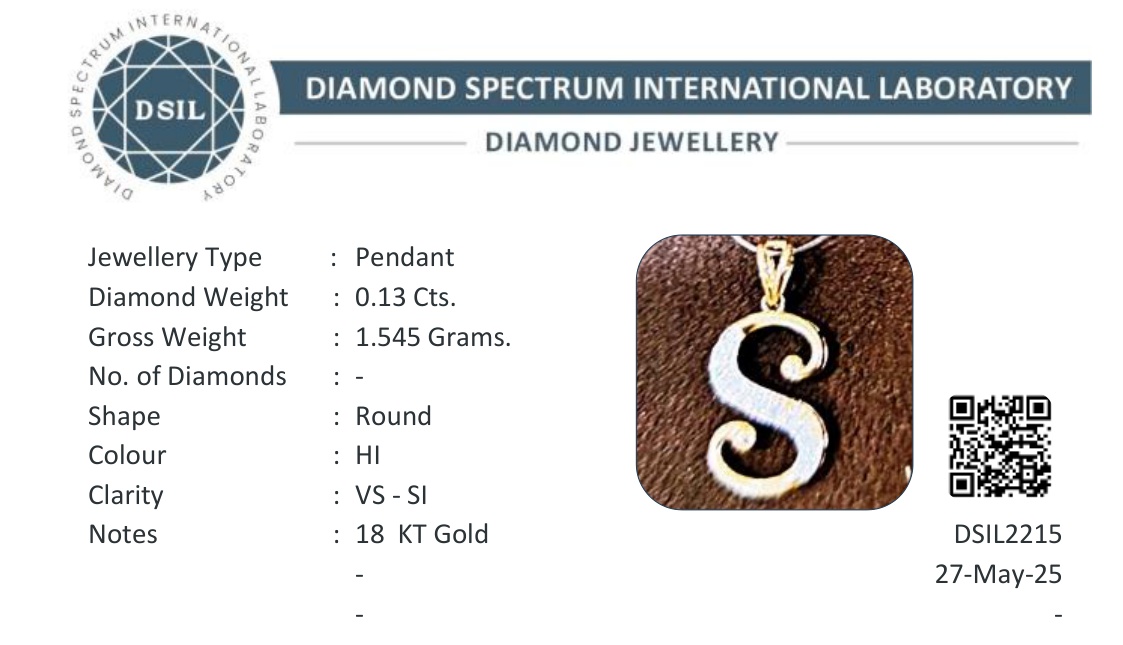 DIAMOND SPECTRUM INTERNATIONAL LABORATORY
DSIL
DIAMOND SPECTRUM INTERNATIONAL LABORATORY
DIAMOND JEWELLERY
Jewellery Type : Pendant
Diamond Weight : 0.13 Cts.
Gross Weight : 1.545 Grams.
No. of Diamonds : -
Shape : Round
Colour : HI
Clarity : VS - SI
Notes : 18 KT Gold
-
-
S
DSIL2215
27-May-25
-